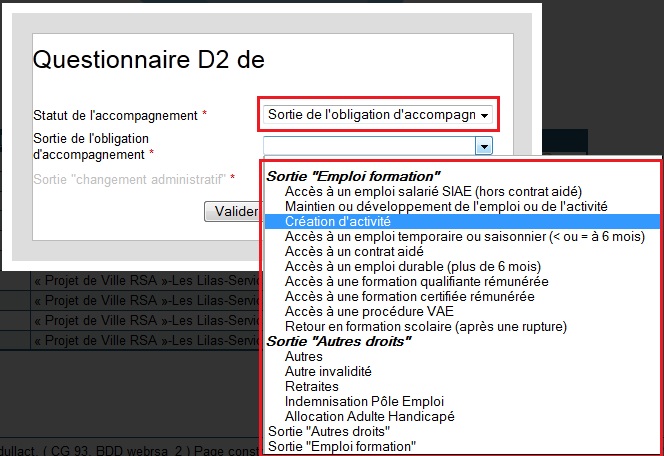 Questionnaire D2 de
Statut de l'accompagnement *
Sortie de l'obligation d'accompagn
Sortie de l'obligation
d'accompagnement *
Sortie "changement administratif" *
Valider
Sortie "Emploi formation"
Accès à un emploi salarié SIAE (hors contrat aidé)
Maintien ou développement de l'emploi ou de l'activité
Création d'activité
Accès à un emploi temporaire ou saisonnier (< ou = à 6 mois)
Accès à un contrat aidé
Accès à un emploi durable (plus de 6 mois)
Accès à une formation qualifiante rémunérée
Accès à une formation certifiée rémunérée
Accès à une procédure VAE
Retour en formation scolaire (après une rupture)
Sortie "Autres droits"
Autres
Autre invalidité
Retraites
Indemnisation Pôle Emploi
Allocation Adulte Handicapé
Sortie "Autres droits"
Sortie "Emploi formation"
« Projet de Ville RSA »-Les Lilas-Servic
« Projet de Ville RSA »-Les Lilas-Servic
« Projet de Ville RSA »-Les Lilas-Servic
« Projet de Ville RSA »-Les Lilas-Servic
dullact. ( CG 93, BDD webrsa, 2 ) Page const